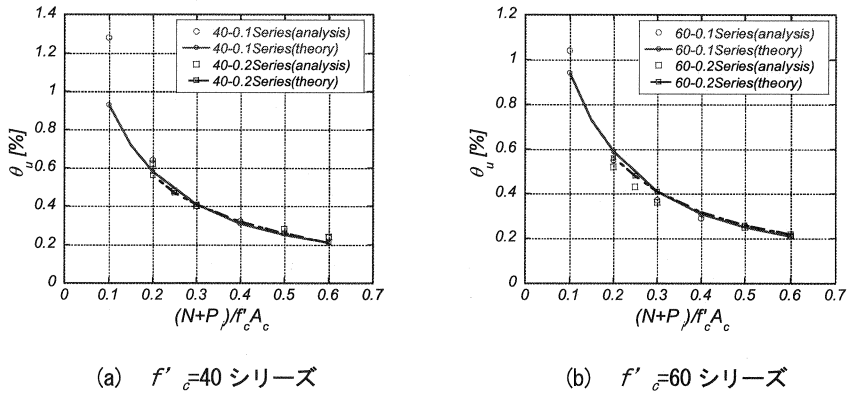 1.4
1.2
1
0.8
0.6
0.4
0.2
0
θu [%]
40-0.1Series(analysis)
40-0.1Series(theory)
40-0.2Series(analysis)
40-0.2Series(theory)
0 0.1 0.2 0.3 0.4 0.5 0.6 0.7
(N+Pi)/f'cAc
(a) f'c=40 シリーズ
1.2
1
0.8
0.6
0.4
0.2
0
θu [%]
60-0.1Series(analysis)
60-0.1Series(theory)
60-0.2Series(analysis)
60-0.2Series(theory)
0 0.1 0.2 0.3 0.4 0.5 0.6 0.7
(N+Pi)/f'cAc
(b) f'c=60 シリーズ